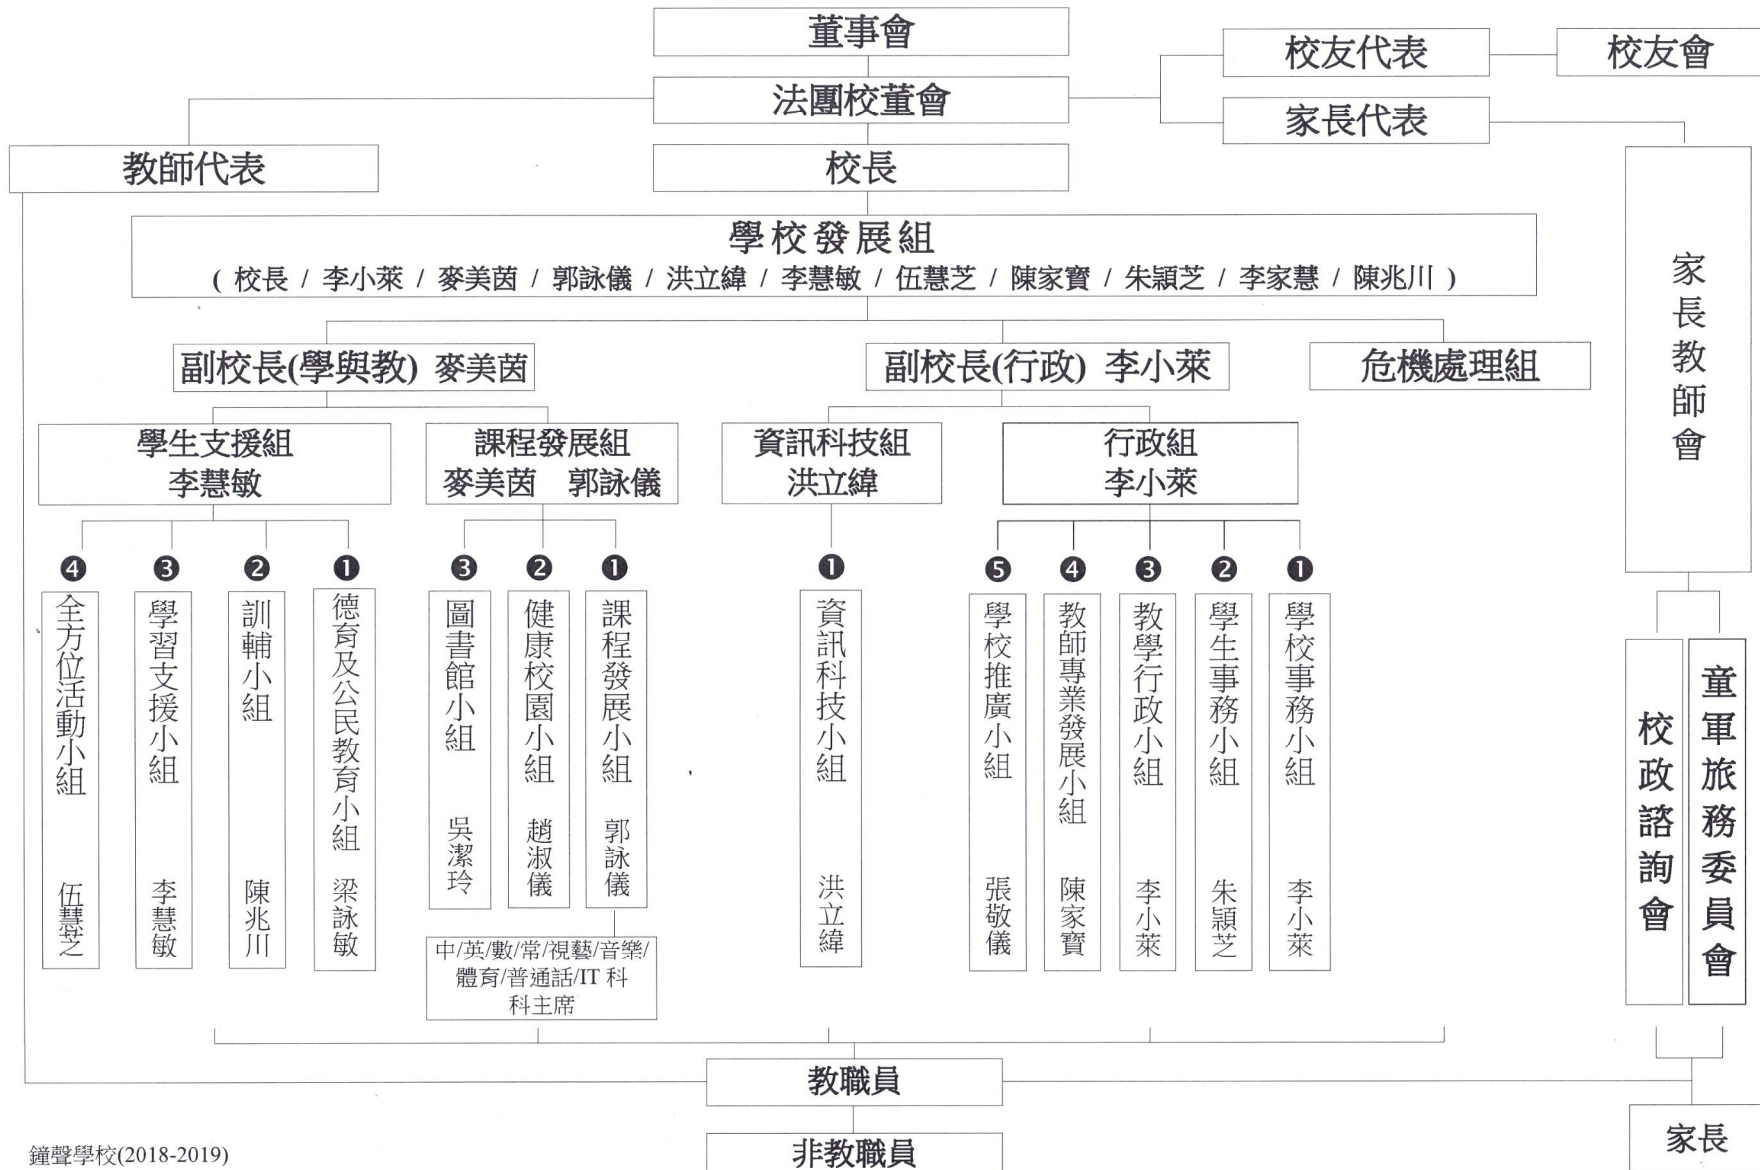 董事會
校友代表
校友會
法團校董會
家長代表
教師代表
校長
學校發展組
( 校長 / 李小萊 / 麥美茵 / 郭詠儀 / 洪立緯 / 李慧敏 / 伍慧芝 / 陳家寶 / 朱頴芝 / 李家慧 / 陳兆川 )
家長教師會
副校長(學與教) 麥美茵
副校長(行政) 李小萊
危機處理組
學生支援組
李慧敏
課程發展組
麥美茵 郭詠儀
資訊科技組
洪立緯
行政組
李小萊
❹
全方位活動小組 伍慧芝
❸
學習支援小組 李慧敏
❷
訓輔小組 陳兆川
❶
德育及公民教育小組 梁詠敏
❸
圖書館小組 吳潔玲
❷
健康校園小組 趙淑儀
❶
課程發展小組 郭詠儀
中/英/數/常/視藝/音樂/
體育/普通話/IT 科
科主席
❶
資訊科技小組 洪立緯
❺
學校推廣小組 張敬儀
❹
教師專業發展小組 陳家寶
❸
教學行政小組 李小萊
❷
學生事務小組 朱頴芝
❶
學校事務小組 李小萊
校政諮詢會
童軍旅務委員會
教職員
非教職員
家長
鐘聲學校(2018-2019)